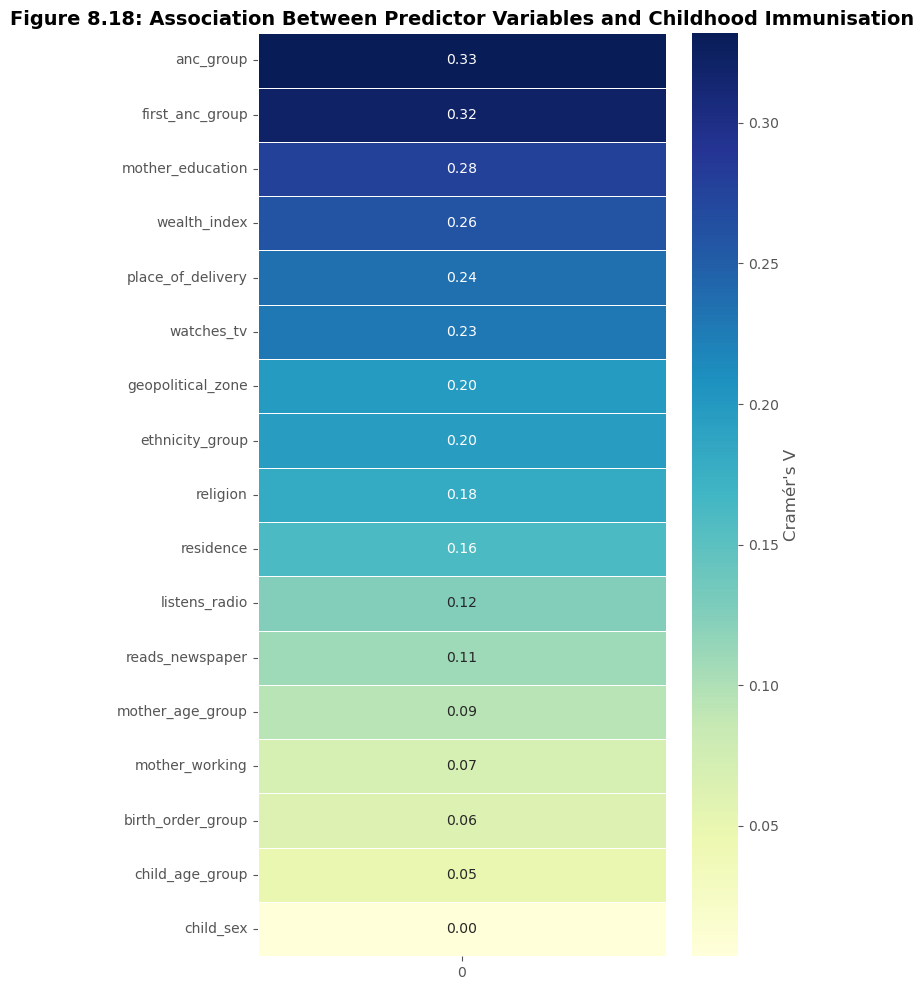 Figure 8.18: Association Between Predictor Variables and Childhood Immunisation
anc_group 0.33
first_anc_group 0.32
mother_education 0.28
wealth_index 0.26
place_of_delivery 0.24
watches_tv 0.23
geopolitical_zone 0.20
ethnicity_group 0.20
religion 0.18
residence 0.16
listens_radio 0.12
reads_newspaper 0.11
mother_age_group 0.09
mother_working 0.07
birth_order_group 0.06
child_age_group 0.05
child_sex 0.00
0
0.30
0.25
0.20
0.15
0.10
0.05
Cramér's V